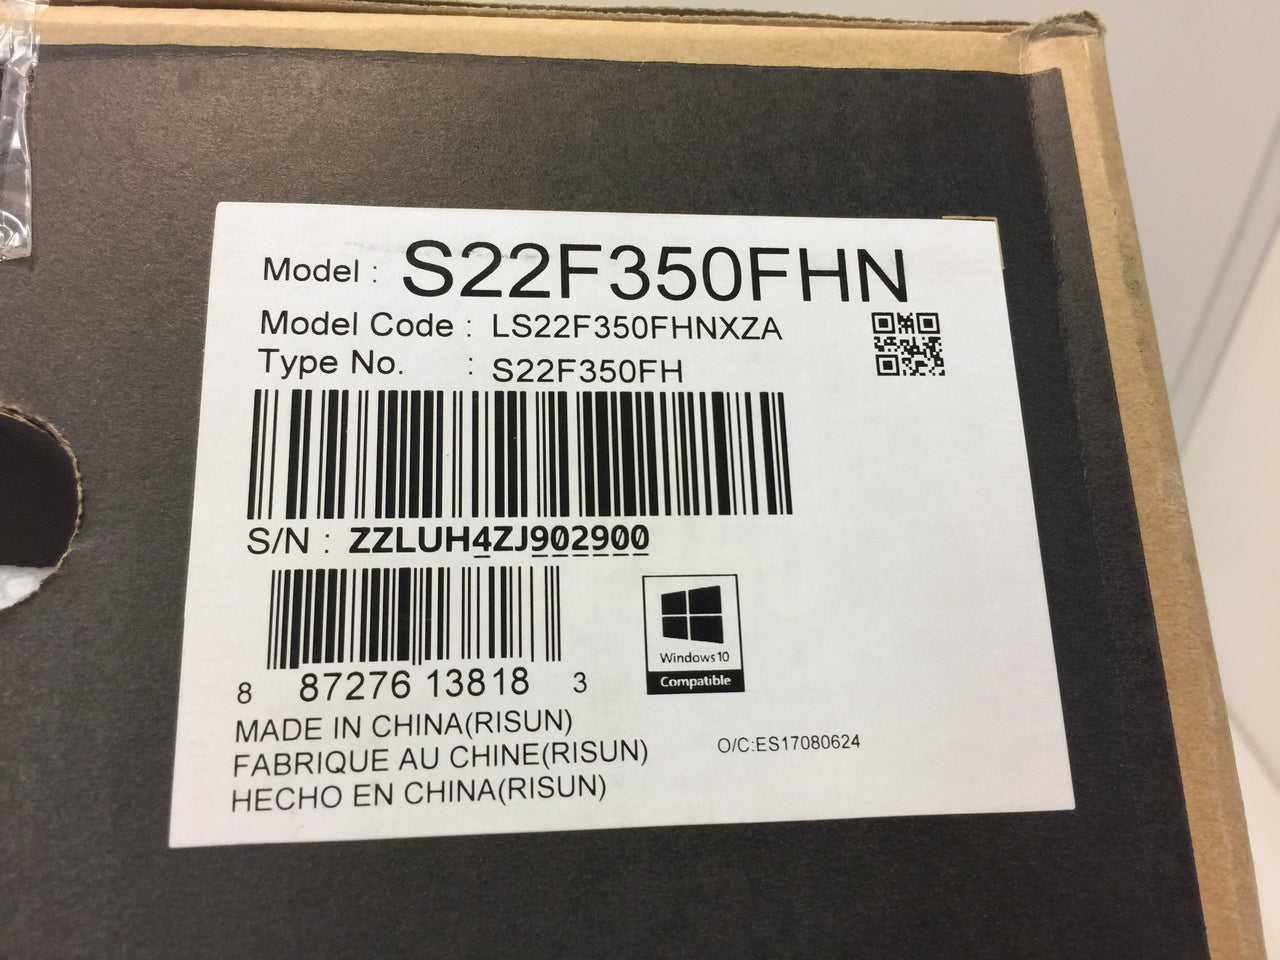 Model : S22F350FHN
Model Code : LS22F350FHNXZA
Type No. : S22F350FH
S/N : ZZLUH4ZJ902900
8 87276 13818 3
Windows 10
Compatible
MADE IN CHINA(RISUN)
FABRIQUE AU CHINE(RISUN)
HECHO EN CHINA(RISUN)
O/C:ES17080624